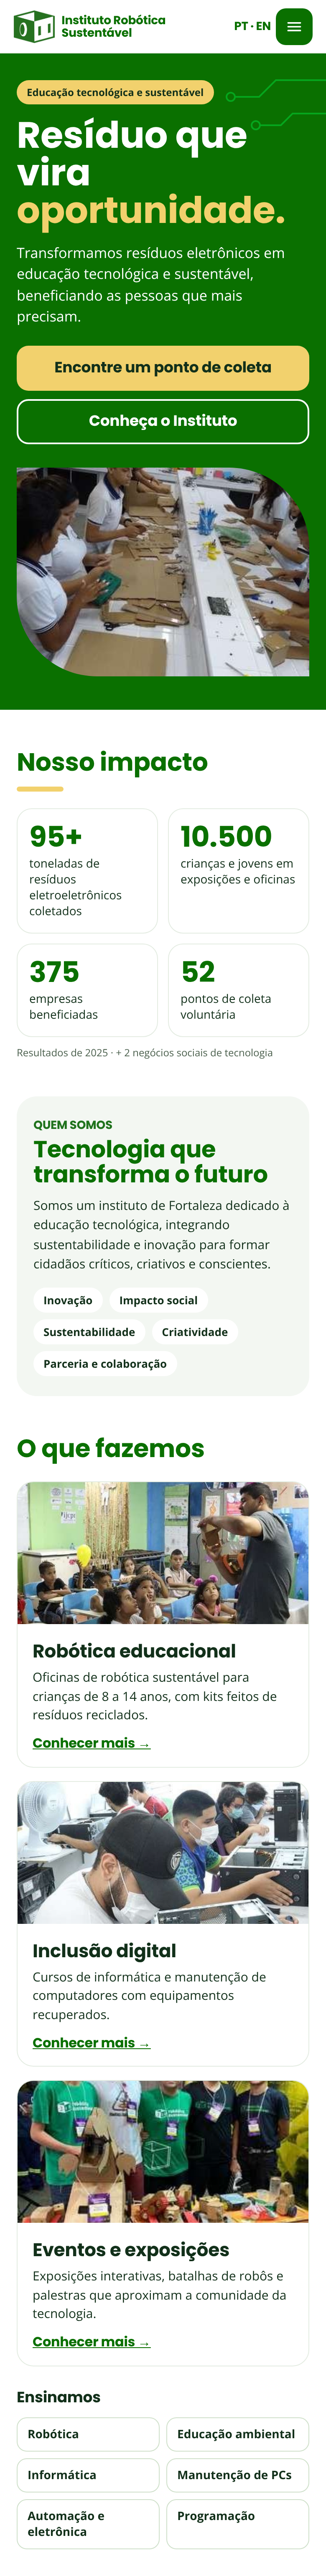 Instituto Robótica
Sustentável
PT · EN
Educação tecnológica e sustentável
Resíduo que
vira
oportunidade.
Transformamos resíduos eletrônicos em
educação tecnológica e sustentável,
beneficiando as pessoas que mais
precisam.
Encontre um ponto de coleta
Conheça o Instituto
Nosso impacto
95+
toneladas de
resíduos
eletroeletrônicos
coletados
10.500
crianças e jovens em
exposições e oficinas
375
empresas
beneficiadas
52
pontos de coleta
voluntária
Resultados de 2025 · + 2 negócios sociais de tecnologia
QUEM SOMOS
Tecnologia que
transforma o futuro
Somos um instituto de Fortaleza dedicado à
educação tecnológica, integrando
sustentabilidade e inovação para formar
cidadãos críticos, criativos e conscientes.
Inovação
Impacto social
Sustentabilidade
Criatividade
Parceria e colaboração
O que fazemos
Robótica educacional
Oficinas de robótica sustentável para
crianças de 8 a 14 anos, com kits feitos de
resíduos reciclados.
Conhecer mais →
Inclusão digital
Cursos de informática e manutenção de
computadores com equipamentos
recuperados.
Conhecer mais →
Eventos e exposições
Exposições interativas, batalhas de robôs e
palestras que aproximam a comunidade da
tecnologia.
Conhecer mais →
Ensinamos
Robótica
Educação ambiental
Informática
Manutenção de PCs
Automação e
eletrônica
Programação